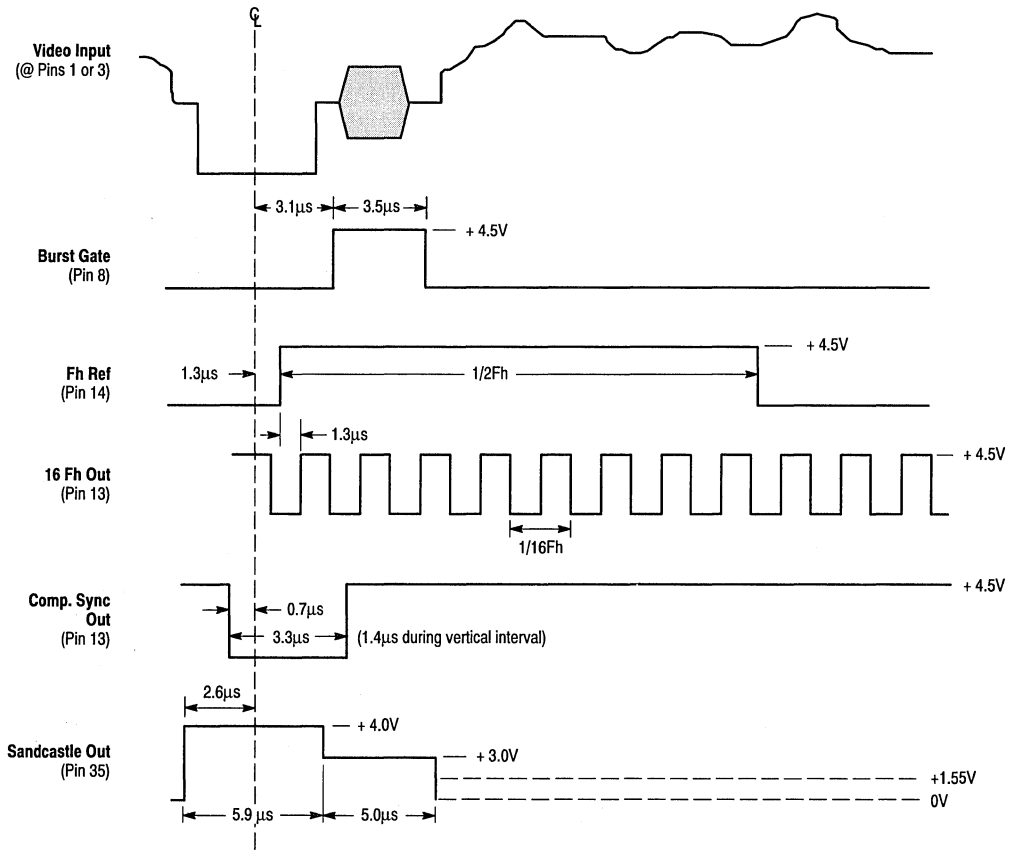 ℄
Video Input
(@ Pins 1 or 3)
3.1µs
3.5µs
+ 4.5V
Burst Gate
(Pin 8)
+ 4.5V
Fh Ref
(Pin 14)
1.3µs
1/2Fh
1.3µs
16 Fh Out
(Pin 13)
+ 4.5V
1/16Fh
Comp. Sync
Out
(Pin 13)
+ 4.5V
0.7µs
3.3µs
(1.4µs during vertical interval)
2.6µs
+ 4.0V
Sandcastle Out
(Pin 35)
+ 3.0V
+1.55V
0V
5.9 µs
5.0µs